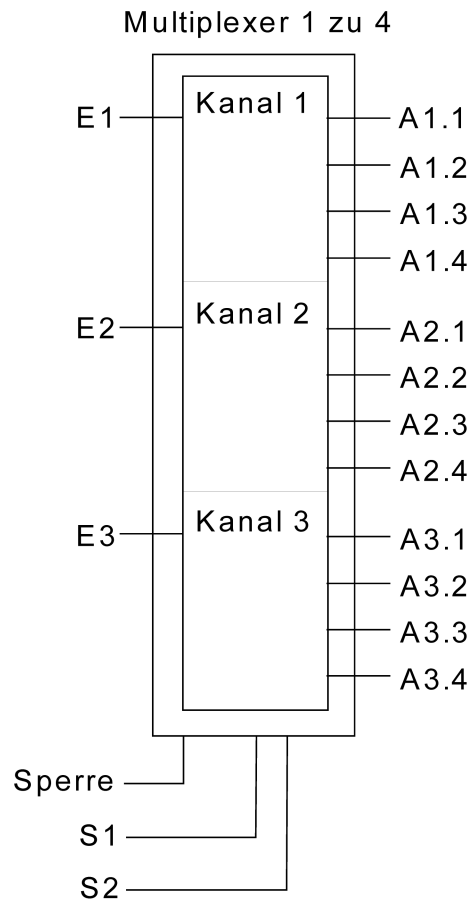 Multiplexer 1 zu 4
Kanal 1
E1
A1.1
A1.2
A1.3
A1.4
Kanal 2
E2
A2.1
A2.2
A2.3
A2.4
Kanal 3
E3
A3.1
A3.2
A3.3
A3.4
Sperre
S1
S2